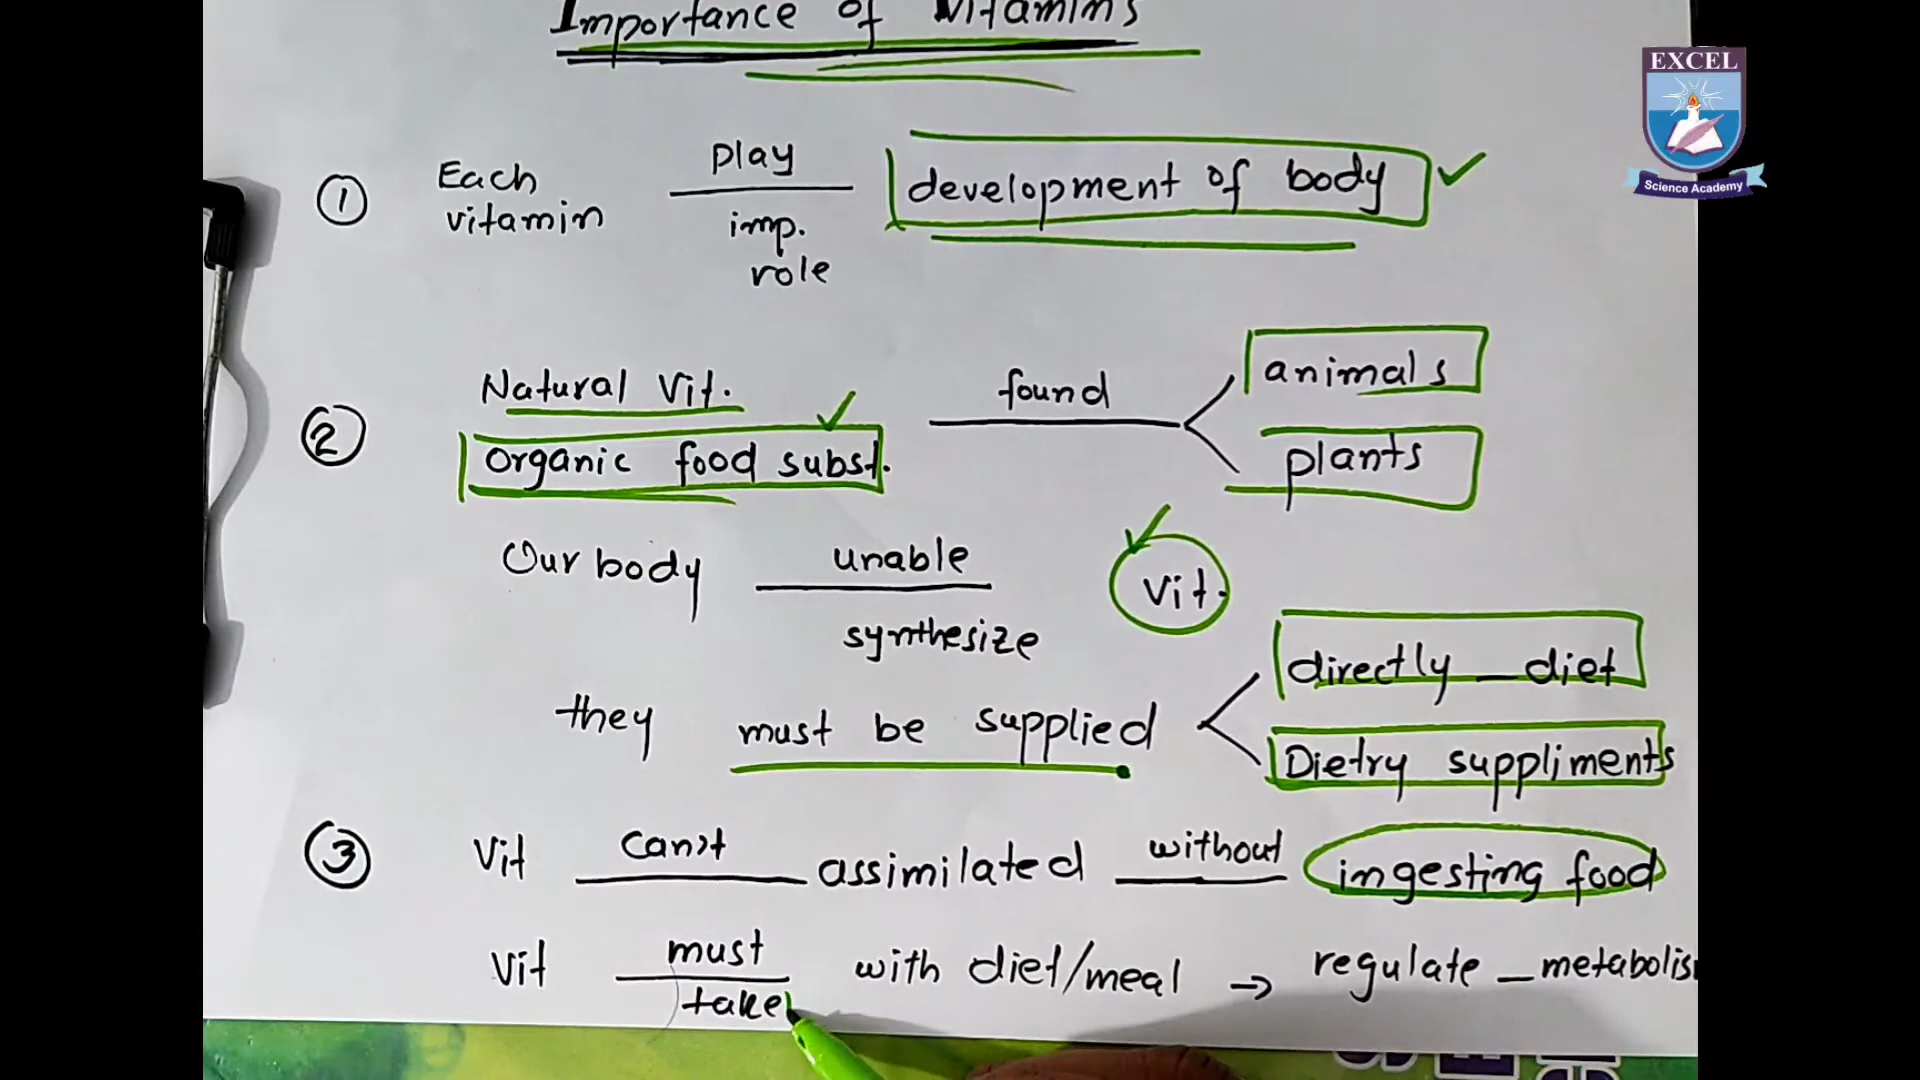 Importance of Vitamins
EXCEL
Science Academy
① Each vitamin play imp. role development of body
② Natural Vit. found animals
Organic food subst. plants
Our body unable synthesize Vit.
they must be supplied directly _ diet
Dietry suppliments
③ Vit can't assimilated without ingesting food
Vit must take with diet/meal → regulate _ metabolis